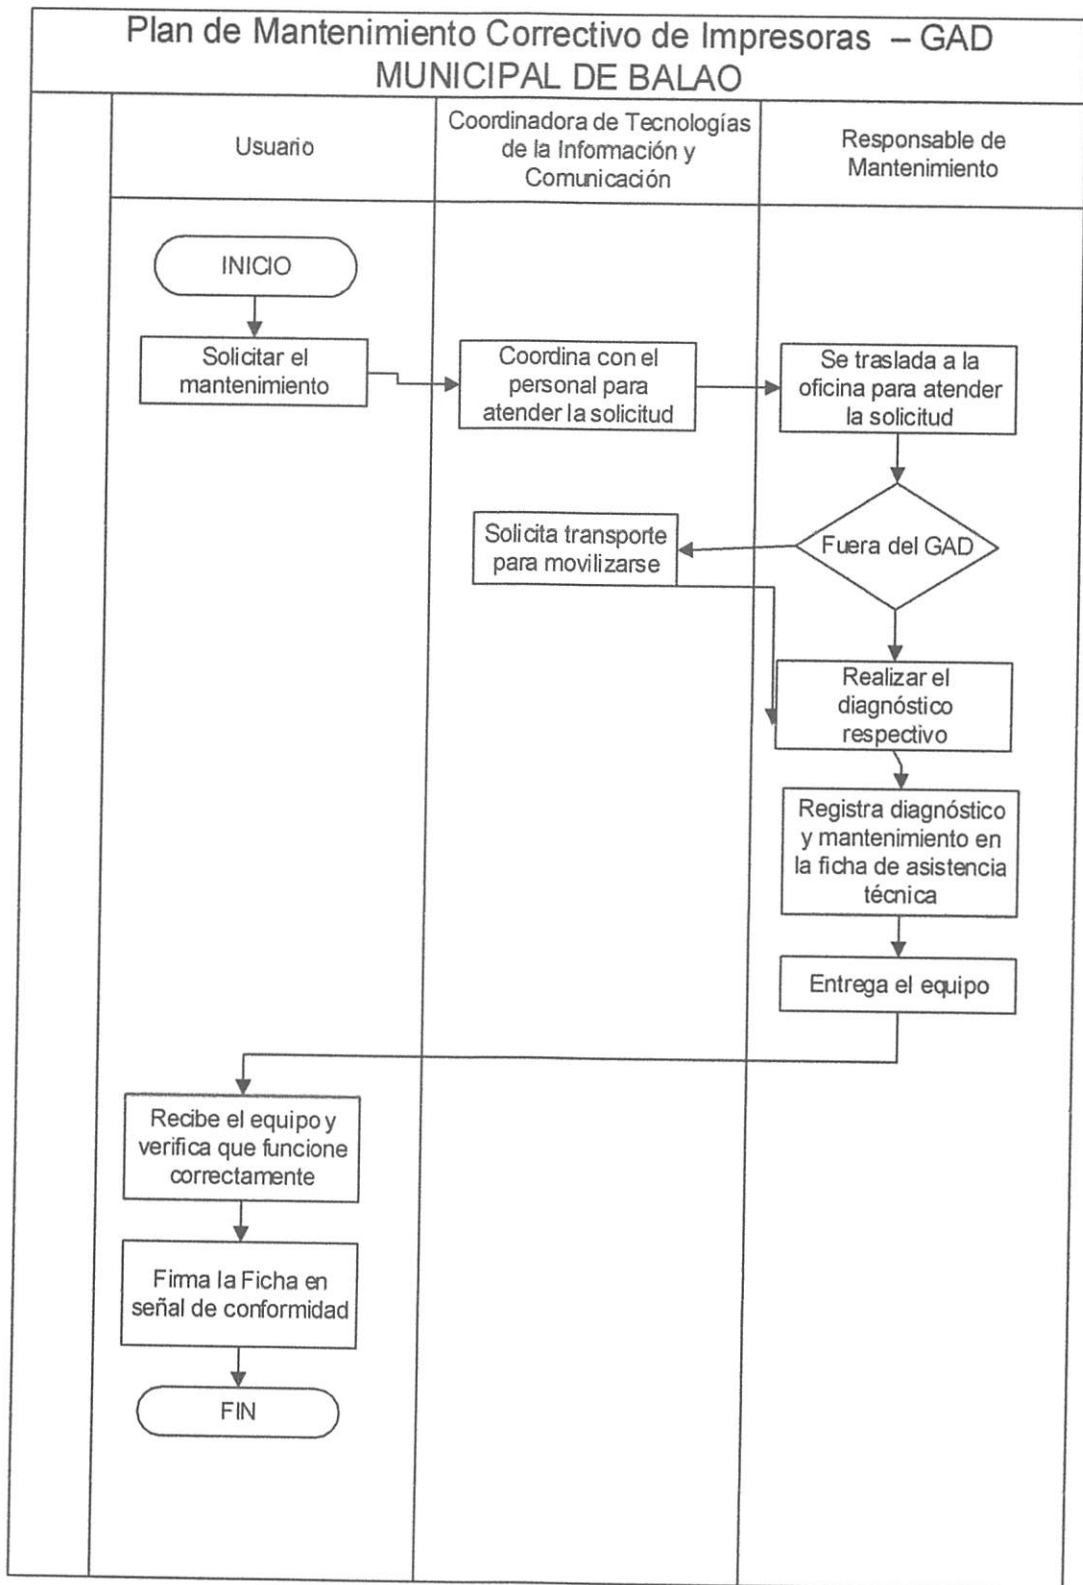 Plan de Mantenimiento Correctivo de Impresoras – GAD
MUNICIPAL DE BALAO
Usuario
Coordinadora de Tecnologías
de la Información y
Comunicación
Responsable de
Mantenimiento
INICIO
Solicitar el
mantenimiento
Coordina con el
personal para
atender la solicitud
Se traslada a la
oficina para atender
la solicitud
Fuera del GAD
Solicita transporte
para movilizarse
Realizar el
diagnóstico
respectivo
Registra diagnóstico
y mantenimiento en
la ficha de asistencia
técnica
Entrega el equipo
Recibe el equipo y
verifica que funcione
correctamente
Firma la Ficha en
señal de conformidad
FIN